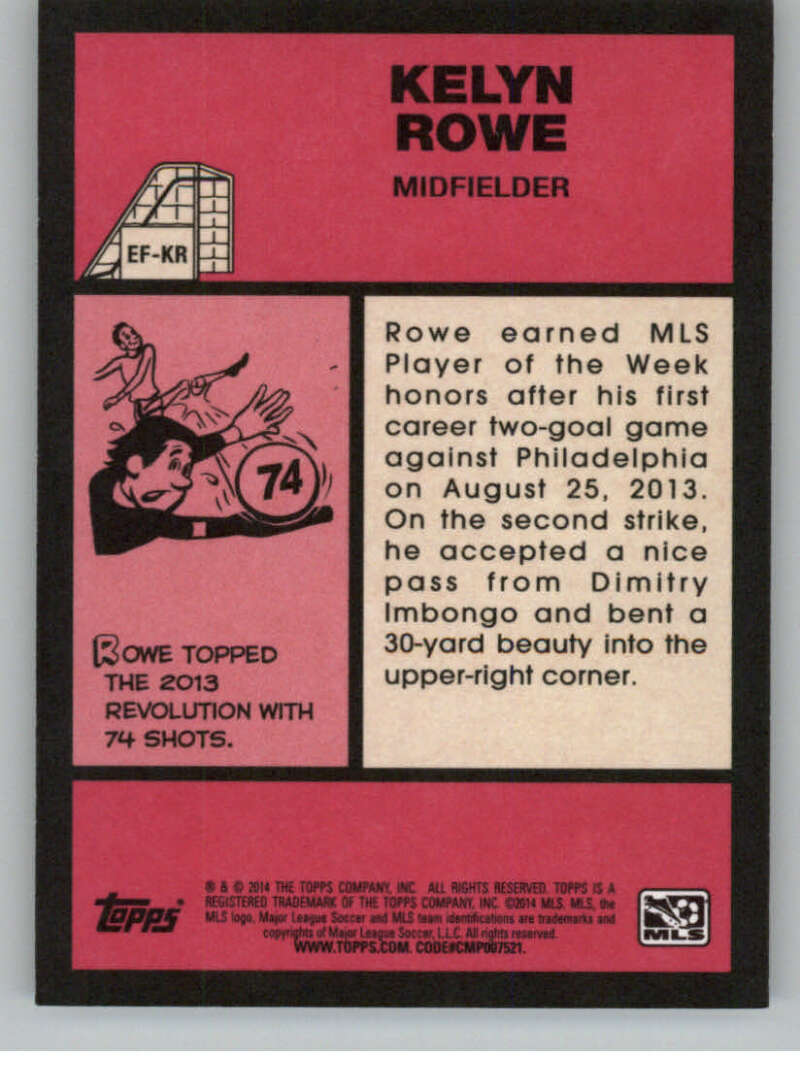 KELYN
ROWE
MIDFIELDER
EF-KR
74
ROWE TOPPED
THE 2013
REVOLUTION WITH
74 SHOTS.
Rowe earned MLS
Player of the Week
honors after his first
career two-goal game
against Philadelphia
on August 25, 2013.
On the second strike,
he accepted a nice
pass from Dimitry
Imbongo and bent a
30-yard beauty into the
upper-right corner.
topps
® & © 2014 THE TOPPS COMPANY, INC. ALL RIGHTS RESERVED. TOPPS IS A
REGISTERED TRADEMARK OF THE TOPPS COMPANY, INC. ©2014 MLS. MLS, the
MLS logo, Major League Soccer and MLS team identifications are trademarks and
copyrights of Major League Soccer, L.L.C. All rights reserved.
WWW.TOPPS.COM. CODE#CMP007521.
MLS